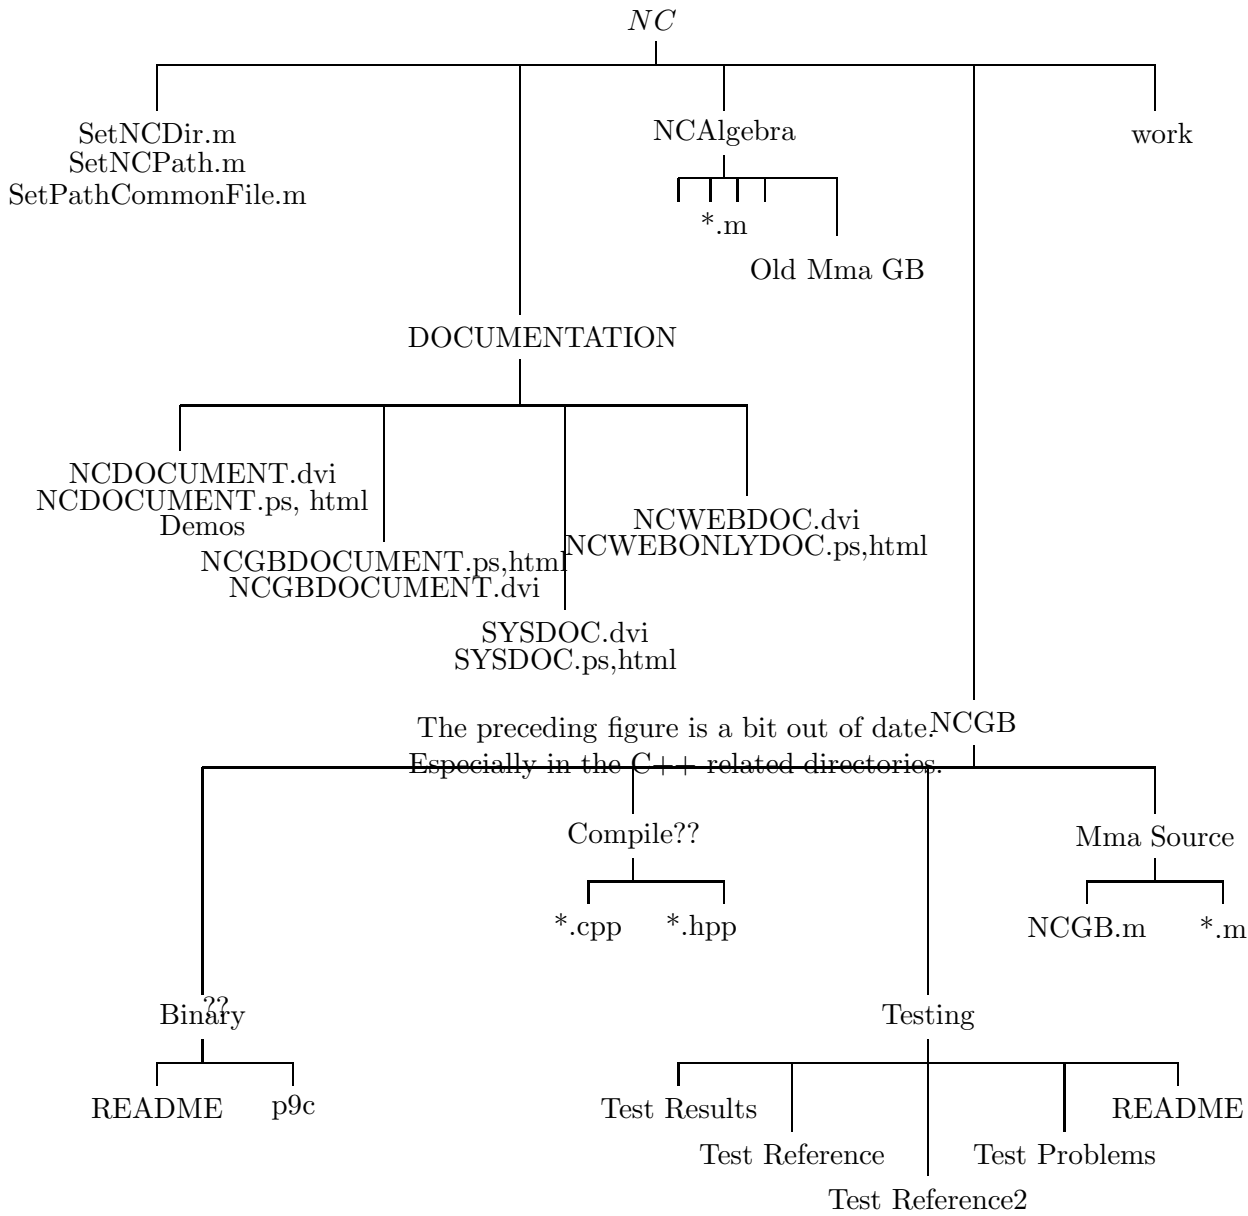 NC
SetNCDir.m
SetNCPath.m
SetPathCommonFile.m
NCAlgebra
work
*.m
Old Mma GB
DOCUMENTATION
NCDOCUMENT.dvi
NCDOCUMENT.ps, html
Demos
NCGBDOCUMENT.ps,html
NCGBDOCUMENT.dvi
NCWEBDOC.dvi
NCWEBONLYDOC.ps,html
SYSDOC.dvi
SYSDOC.ps,html
NCGB
The preceding figure is a bit out of date.
Especially in the C++ related directories.
Compile??
Mma Source
*.cpp
*.hpp
NCGB.m
*.m
??
Binary
Testing
README
p9c
Test Results
README
Test Reference
Test Problems
Test Reference2